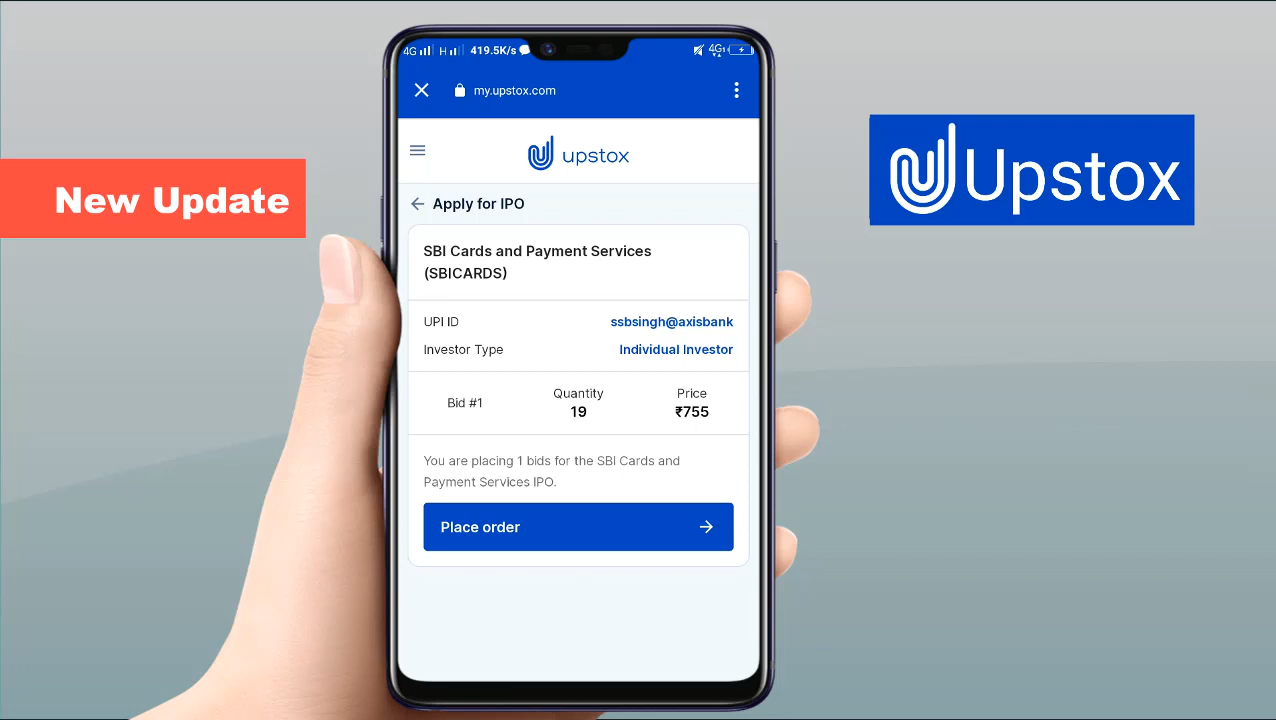 New Update
4G H 419.5K/s 4G
my.upstox.com
upstox
Apply for IPO
SBI Cards and Payment Services
(SBICARDS)
UPI ID ssbsingh@axisbank
Investor Type Individual Investor
Bid #1 Quantity Price
19 ₹755
You are placing 1 bids for the SBI Cards and
Payment Services IPO.
Place order
Upstox